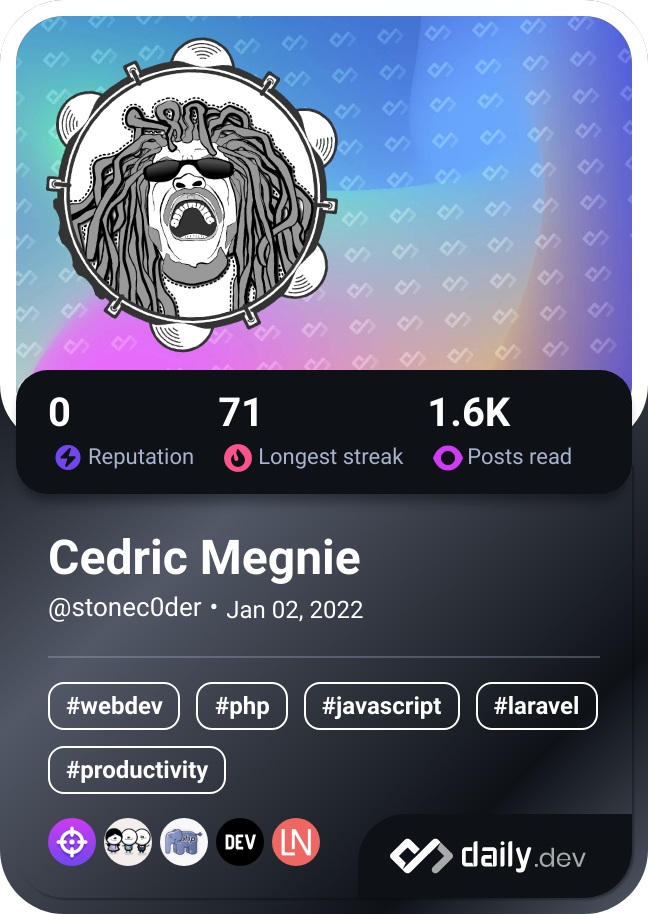 0 71 1.6K
Reputation Longest streak Posts read
Cedric Megnie
@stonec0der • Jan 02, 2022
#webdev #php #javascript #laravel
#productivity
php DEV LN daily.dev